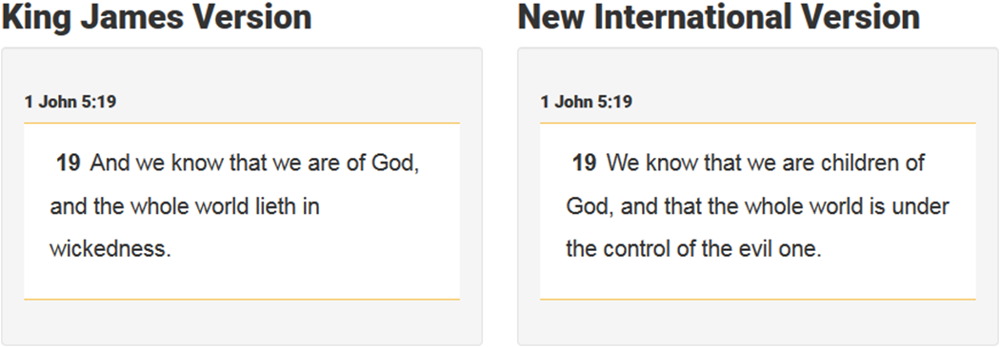 King James Version
1 John 5:19
19 And we know that we are of God,
and the whole world lieth in
wickedness.
New International Version
1 John 5:19
19 We know that we are children of
God, and that the whole world is under
the control of the evil one.